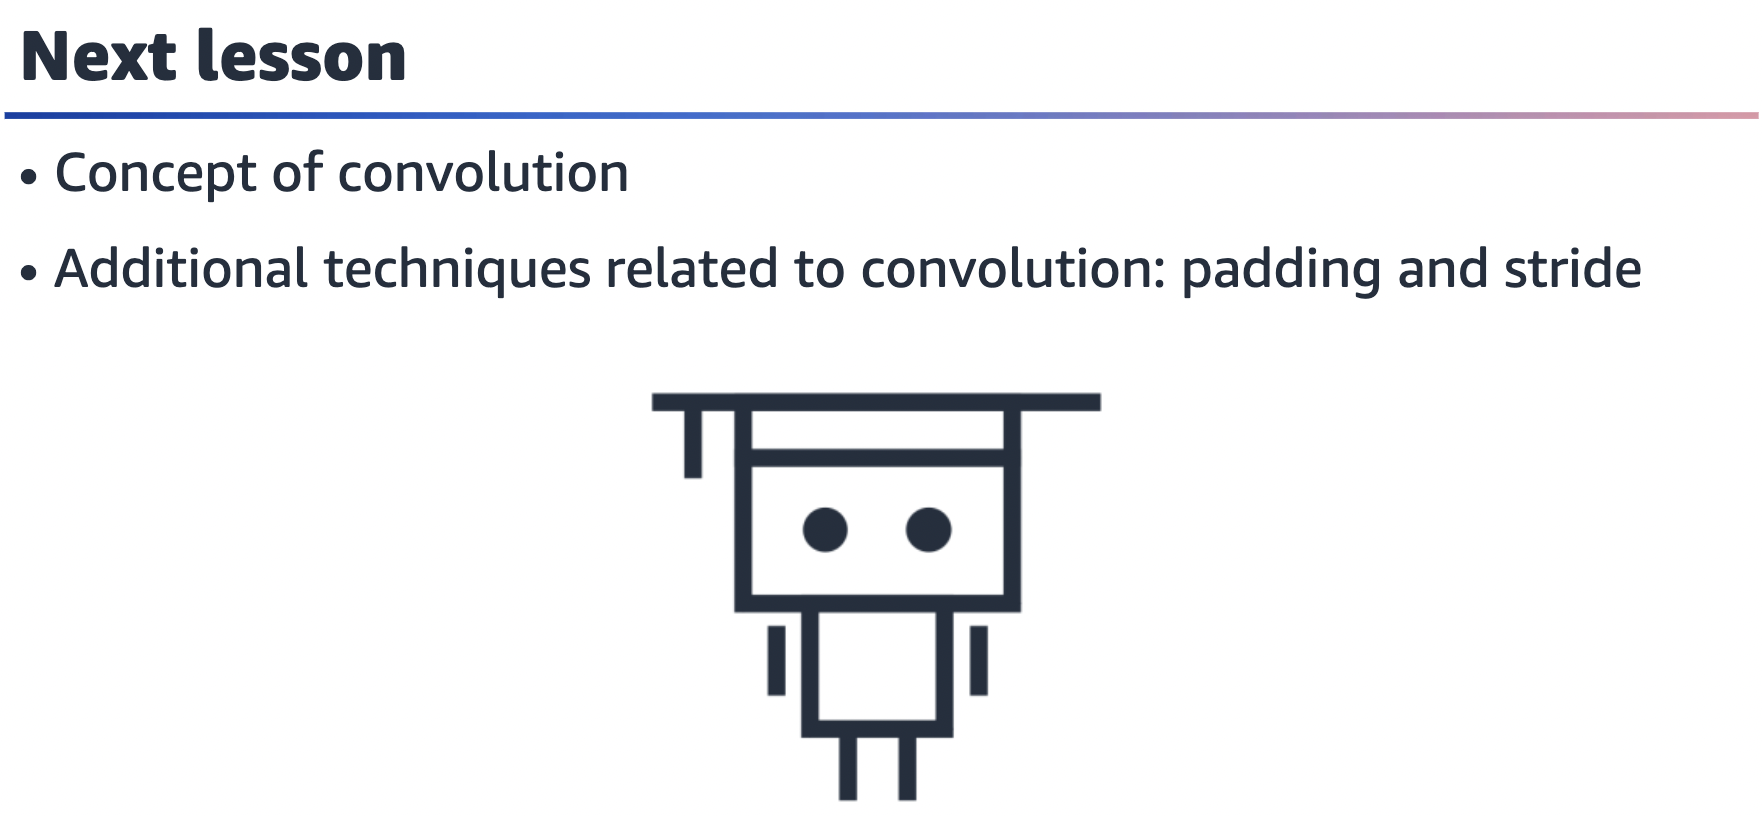 Next lesson
• Concept of convolution
• Additional techniques related to convolution: padding and stride